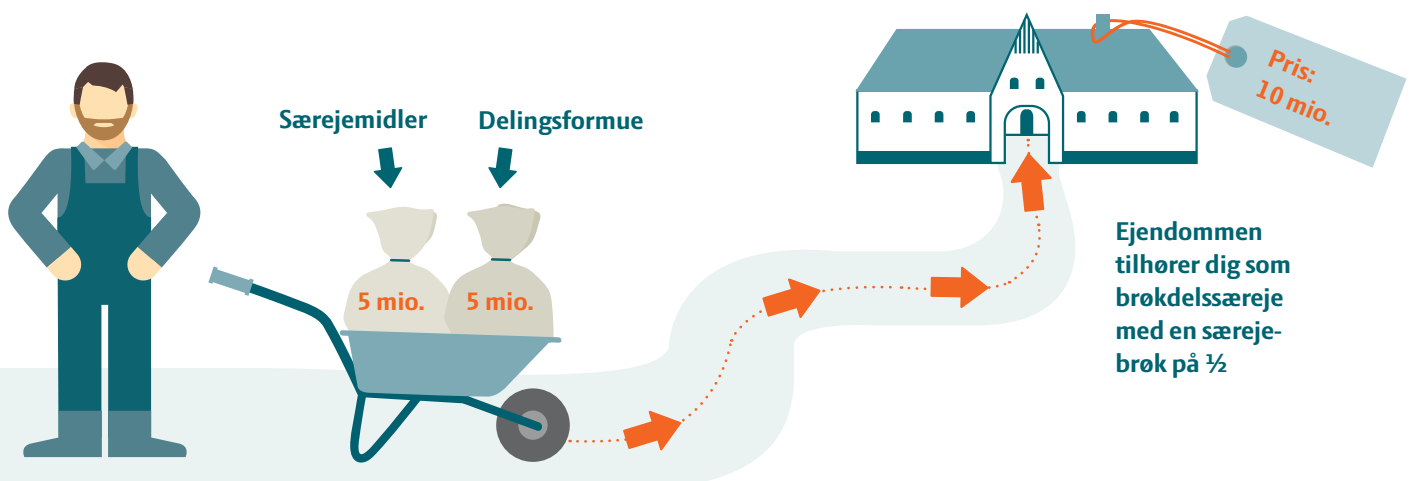 Særejemidler
Delingsformue
5 mio.
5 mio.
Pris:
10 mio.
Ejendommen
tilhører dig som
brøkdelssæreje
med en særeje-
brøk på ½